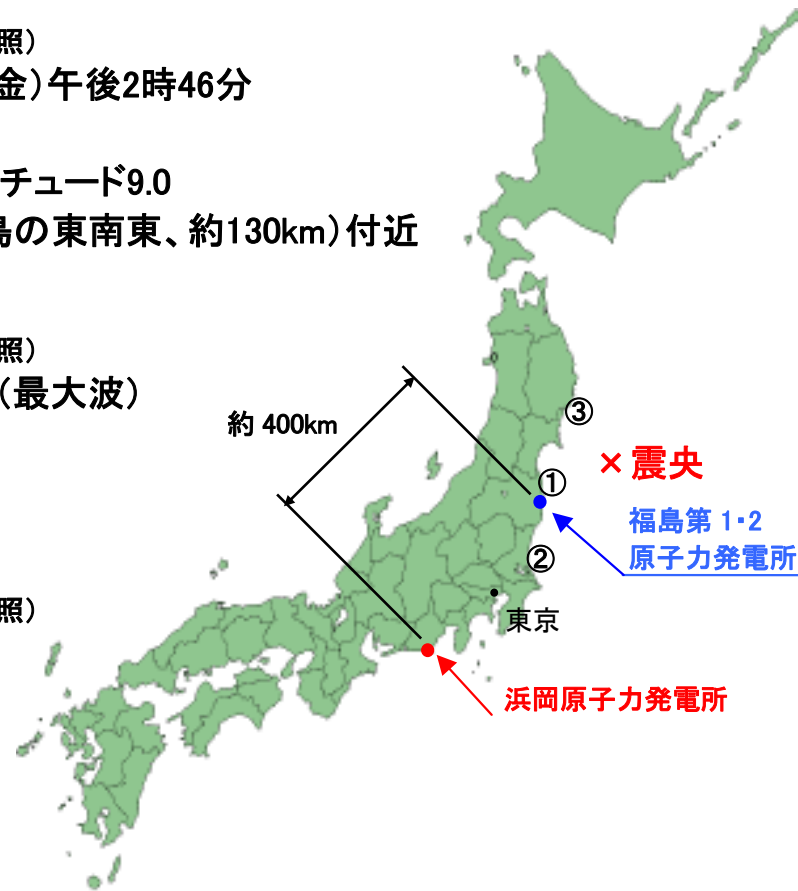 照）
金）午後2時46分
チュード9.0
島の東南東、約130km）付近
照）
（最大波）
約 400km
③
× 震央
①
福島第 1・2
原子力発電所
②
照）
東京
浜岡原子力発電所